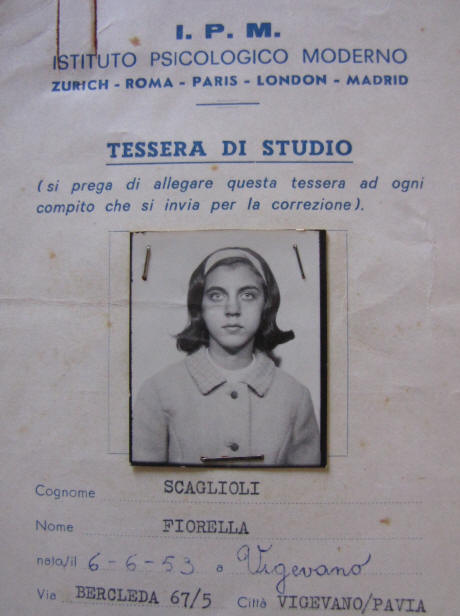 I. P. M.
ISTITUTO PSICOLOGICO MODERNO
ZURICH - ROMA - PARIS - LONDON - MADRID
TESSERA DI STUDIO
(si prega di allegare questa tessera ad ogni
compito che si invia per la correzione).
Cognome SCAGLIOLI
Nome FIORELLA
nata/il 6-6-53 a Vigevano
Via BERCLEDA 67/5 Città VIGEVANO/PAVIA